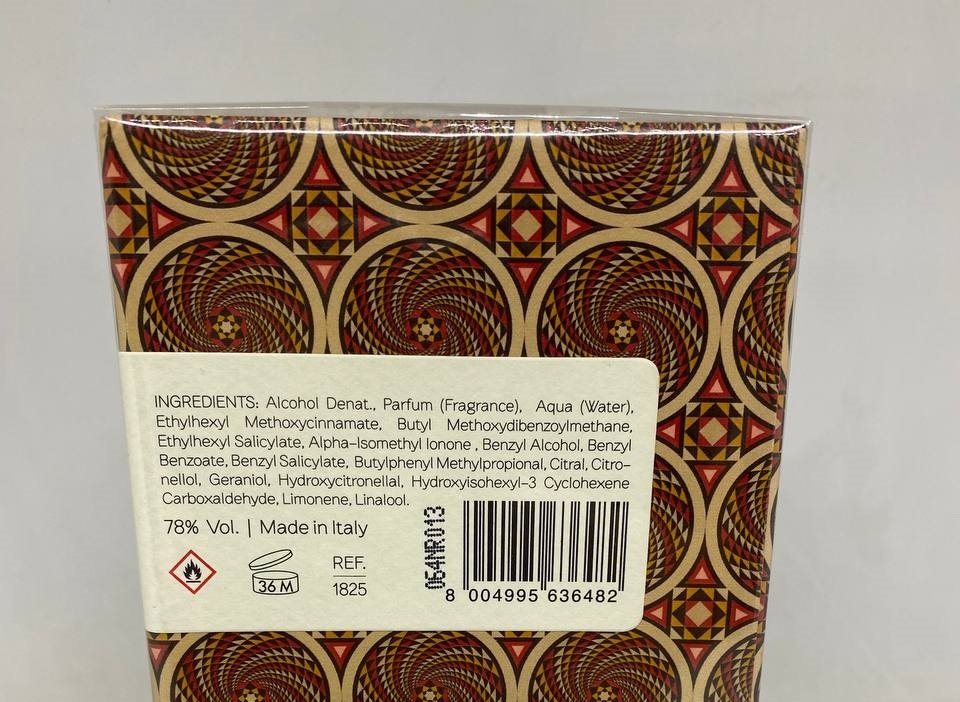 INGREDIENTS: Alcohol Denat., Parfum (Fragrance), Aqua (Water),
Ethylhexyl Methoxycinnamate, Butyl Methoxydibenzoylmethane,
Ethylhexyl Salicylate, Alpha-Isomethyl Ionone , Benzyl Alcohol, Benzyl
Benzoate, Benzyl Salicylate, Butylphenyl Methylpropional, Citral, Citro-
nellol, Geraniol, Hydroxycitronellal, Hydroxyisohexyl-3 Cyclohexene
Carboxaldehyde, Limonene, Linalool.
78% Vol. | Made in Italy
36 M
REF.
1825
064MR013
8 004995 636482